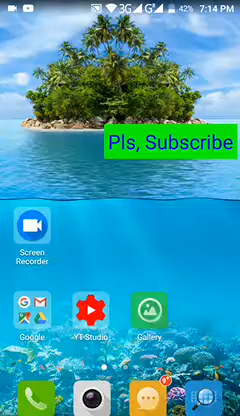 3G G 42% 7:14 PM
Pls, Subscribe
Screen
Recorder
Google YT Studio Gallery